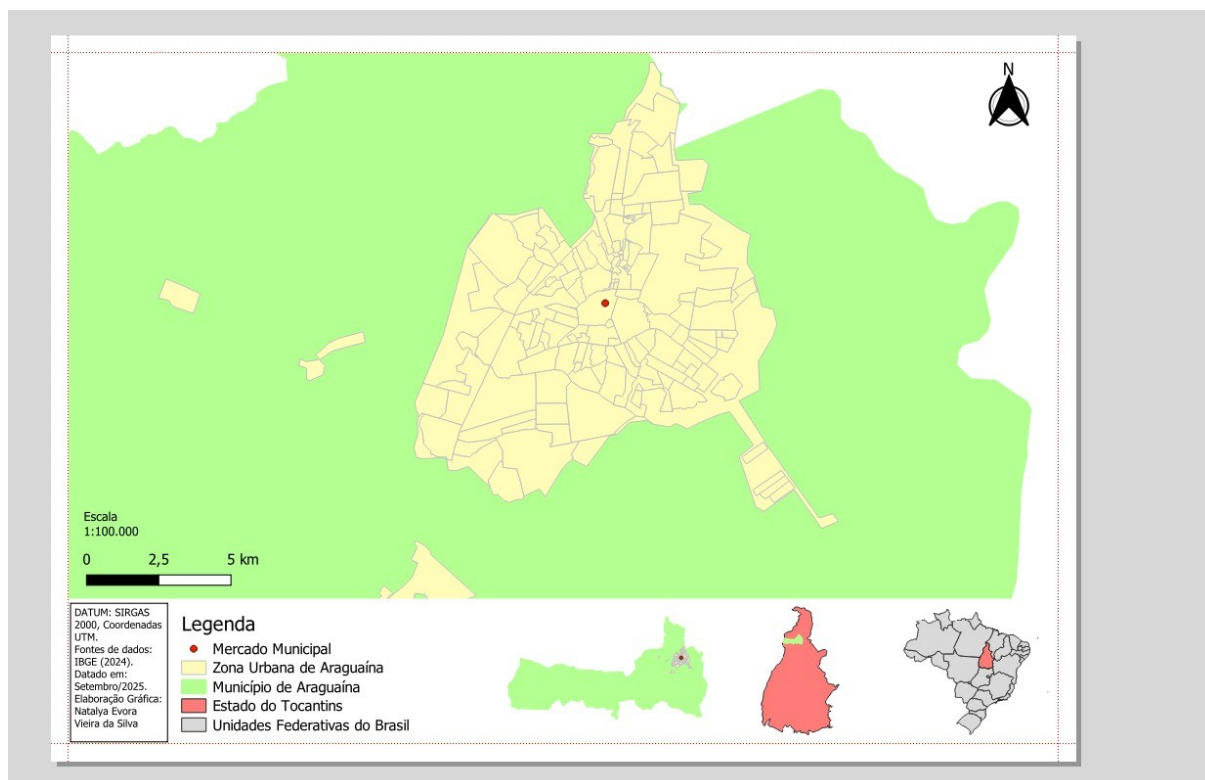 N
Escala
1:100.000
0 2,5 5 km
DATUM: SIRGAS
2000, Coordenadas
UTM.
Fontes de dados:
IBGE (2024).
Datado em:
Setembro/2025.
Elaboração Gráfica:
Natalya Evora
Vieira da Silva
Legenda
Mercado Municipal
Zona Urbana de Araguaína
Município de Araguaína
Estado do Tocantins
Unidades Federativas do Brasil